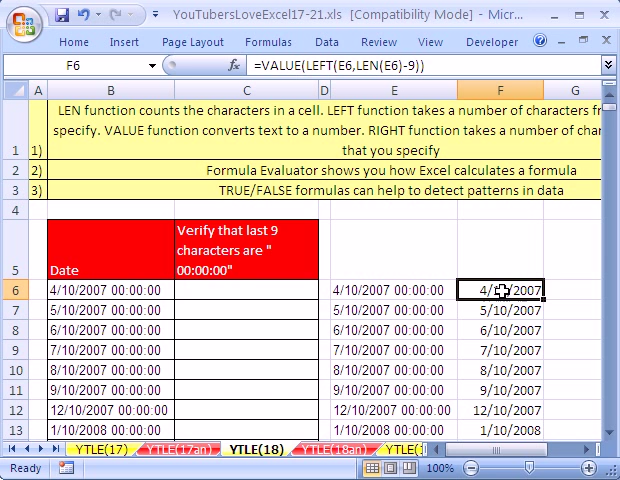 YouTubersLoveExcel17-21.xls [Compatibility Mode] - Micr...
Home Insert Page Layout Formulas Data Review View Developer
F6 fx =VALUE(LEFT(E6,LEN(E6)-9))
A B C D E F G
LEN function counts the characters in a cell. LEFT function takes a number of characters fr
specify. VALUE function converts text to a number. RIGHT function takes a number of char
1 1) that you specify
2 2) Formula Evaluator shows you how Excel calculates a formula
3 3) TRUE/FALSE formulas can help to detect patterns in data
4
Verify that last 9
characters are "
5 Date 00:00:00"
6 4/10/2007 00:00:00 4/10/2007 00:00:00 4/10/2007
7 5/10/2007 00:00:00 5/10/2007 00:00:00 5/10/2007
8 6/10/2007 00:00:00 6/10/2007 00:00:00 6/10/2007
9 7/10/2007 00:00:00 7/10/2007 00:00:00 7/10/2007
10 8/10/2007 00:00:00 8/10/2007 00:00:00 8/10/2007
11 9/10/2007 00:00:00 9/10/2007 00:00:00 9/10/2007
12 12/10/2007 00:00:00 12/10/2007 00:00:00 12/10/2007
13 1/10/2008 00:00:00 1/10/2008 00:00:00 1/10/2008
YTLE(17) YTLE(17an) YTLE(18) YTLE(18an) YTLE(1
Ready 100%